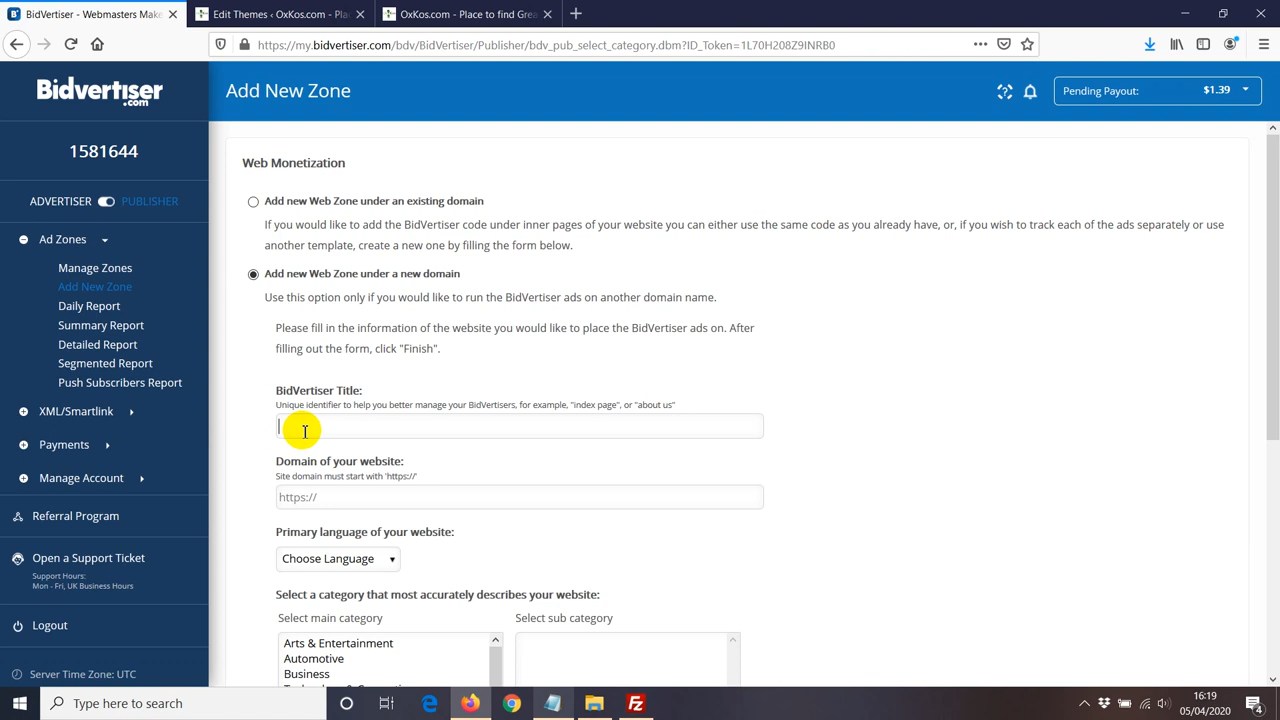 BidVertiser - Webmasters Make
Edit Themes ‹ OxKos.com - Pla
OxKos.com - Place to find Grea
https://my.bidvertiser.com/bdv/BidVertiser/Publisher/bdv_pub_select_category.dbm?ID_Token=1L70H208Z9INRB0
Bidvertiser
.com
Add New Zone
Pending Payout: $1.39
1581644
ADVERTISER PUBLISHER
Ad Zones
Manage Zones
Add New Zone
Daily Report
Summary Report
Detailed Report
Segmented Report
Push Subscribers Report
XML/Smartlink
Payments
Manage Account
Referral Program
Open a Support Ticket
Support Hours:
Mon - Fri, UK Business Hours
Logout
Server Time Zone: UTC
Web Monetization
Add new Web Zone under an existing domain
If you would like to add the BidVertiser code under inner pages of your website you can either use the same code as you already have, or, if you wish to track each of the ads separately or use
another template, create a new one by filling the form below.
Add new Web Zone under a new domain
Use this option only if you would like to run the BidVertiser ads on another domain name.
Please fill in the information of the website you would like to place the BidVertiser ads on. After
filling out the form, click "Finish".
BidVertiser Title:
Unique identifier to help you better manage your BidVertisers, for example, "index page", or "about us"
Domain of your website:
Site domain must start with 'https://'
https://
Primary language of your website:
Choose Language
Select a category that most accurately describes your website:
Select main category
Select sub category
Arts & Entertainment
Automotive
Business
Type here to search
16:19
05/04/2020
4